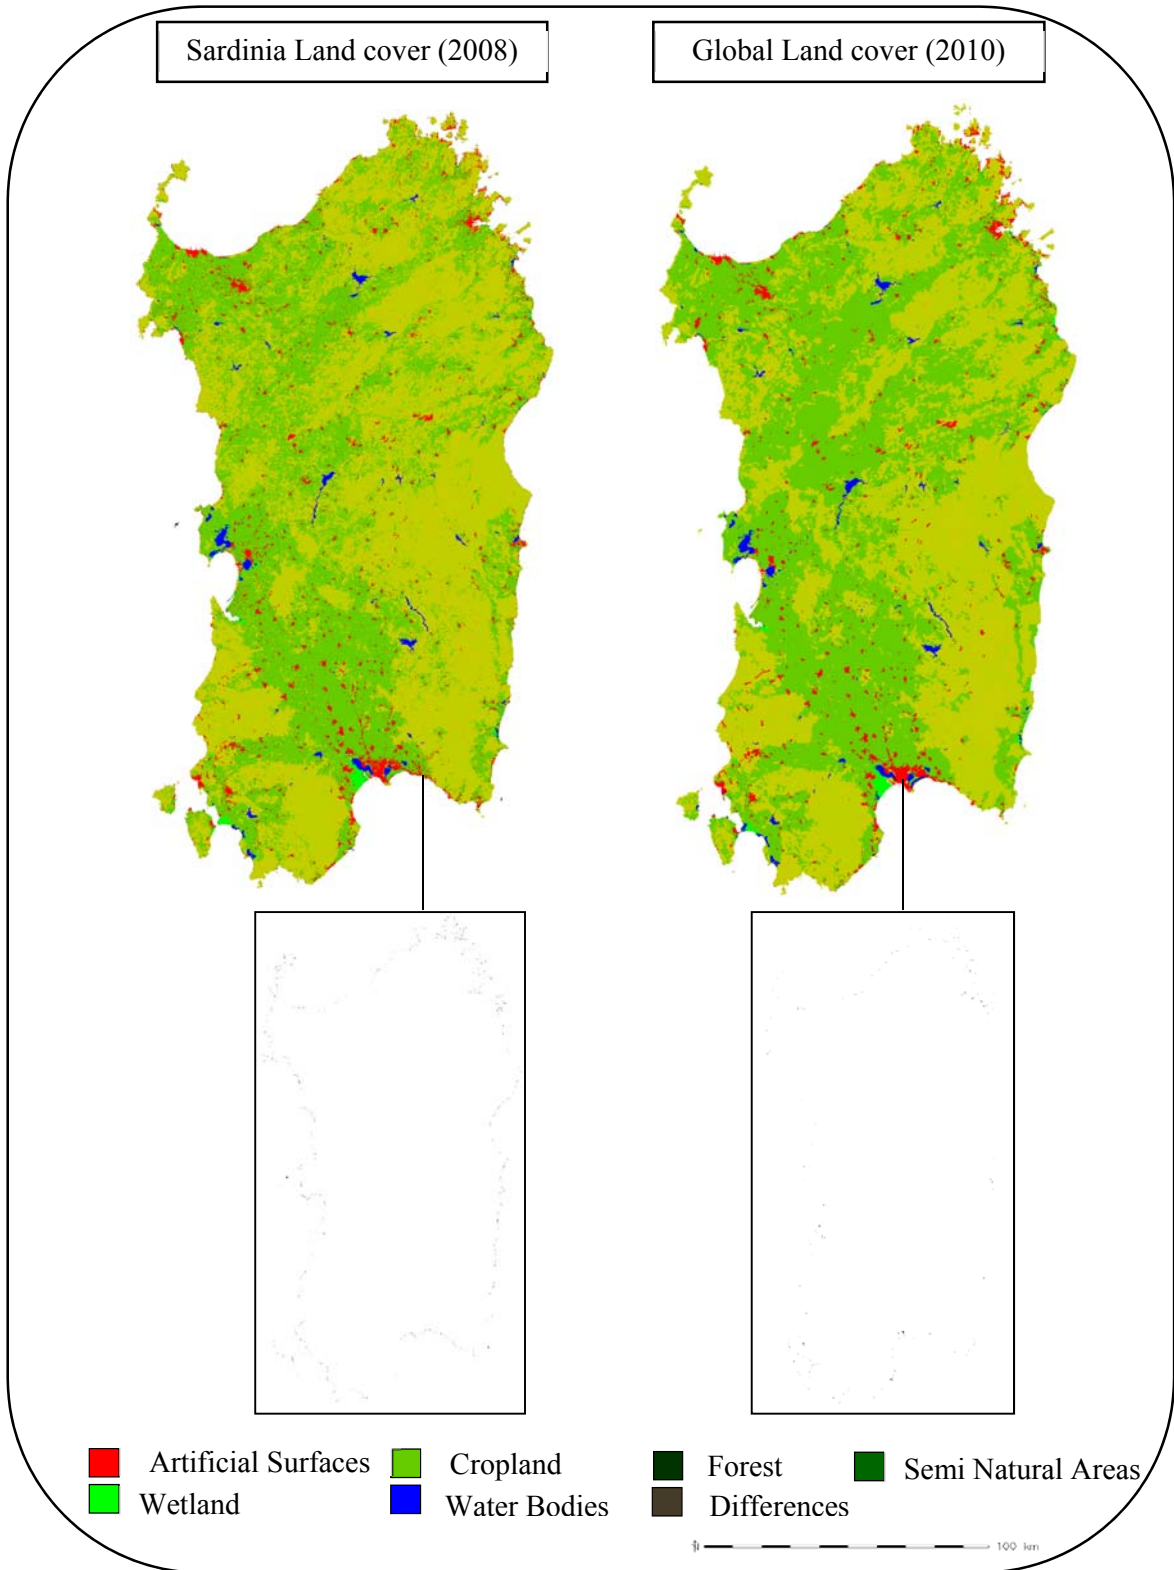 Sardinia Land cover (2008)
Global Land cover (2010)
Artificial Surfaces
Cropland
Forest
Semi Natural Areas
Wetland
Water Bodies
Differences
100 km